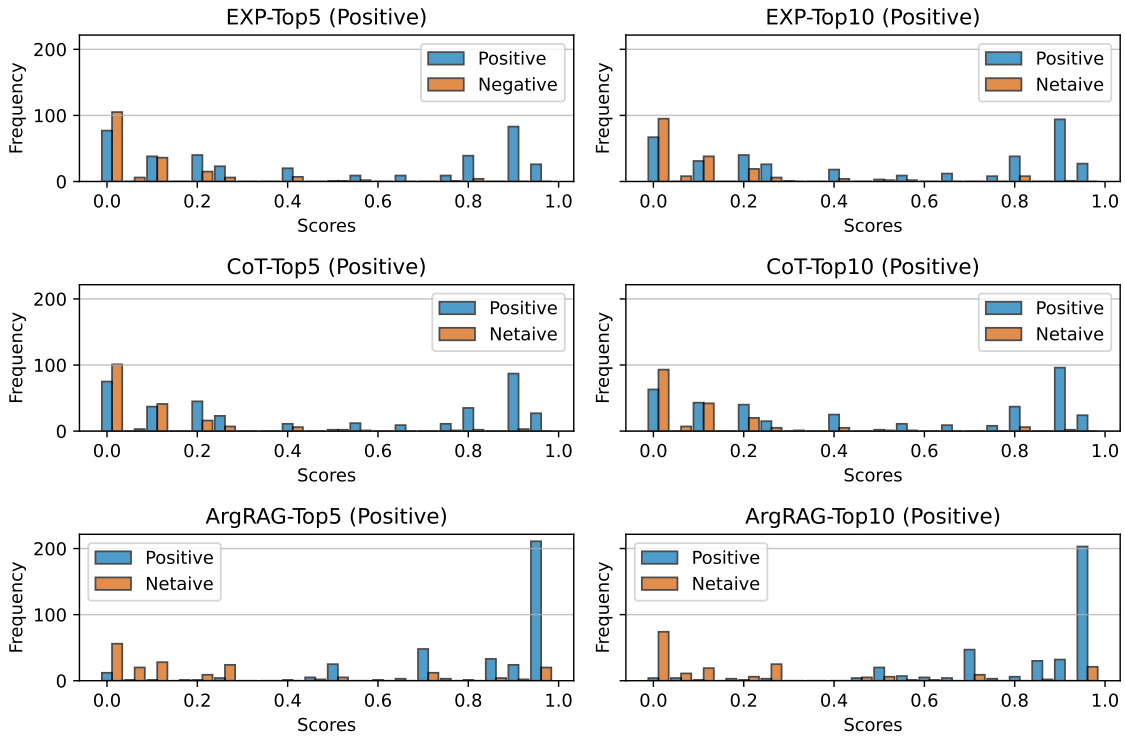 EXP-Top5 (Positive)
Frequency
200
100
0
Positive
Negative
0.0 0.2 0.4 0.6 0.8 1.0
Scores
EXP-Top10 (Positive)
Frequency
Positive
Netaive
0.0 0.2 0.4 0.6 0.8 1.0
Scores
CoT-Top5 (Positive)
Frequency
200
100
0
Positive
Netaive
0.0 0.2 0.4 0.6 0.8 1.0
Scores
CoT-Top10 (Positive)
Frequency
Positive
Netaive
0.0 0.2 0.4 0.6 0.8 1.0
Scores
ArgRAG-Top5 (Positive)
Frequency
200
100
0
Positive
Netaive
0.0 0.2 0.4 0.6 0.8 1.0
Scores
ArgRAG-Top10 (Positive)
Frequency
Positive
Netaive
0.0 0.2 0.4 0.6 0.8 1.0
Scores